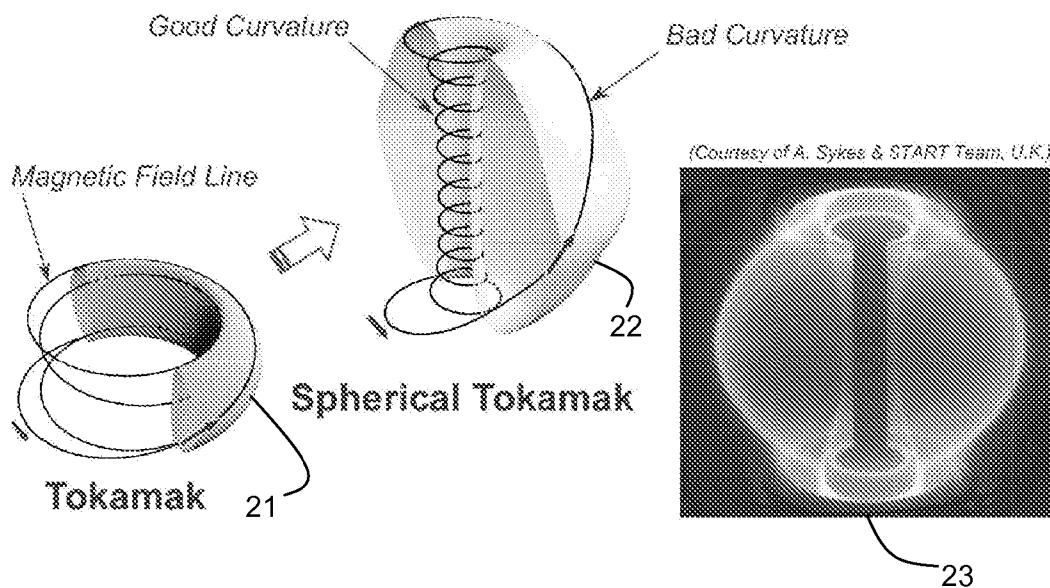 Good Curvature
Bad Curvature
(Courtesy of A. Sykes & START Team, U.K.)
Magnetic Field Line
22
Spherical Tokamak
Tokamak
21
23